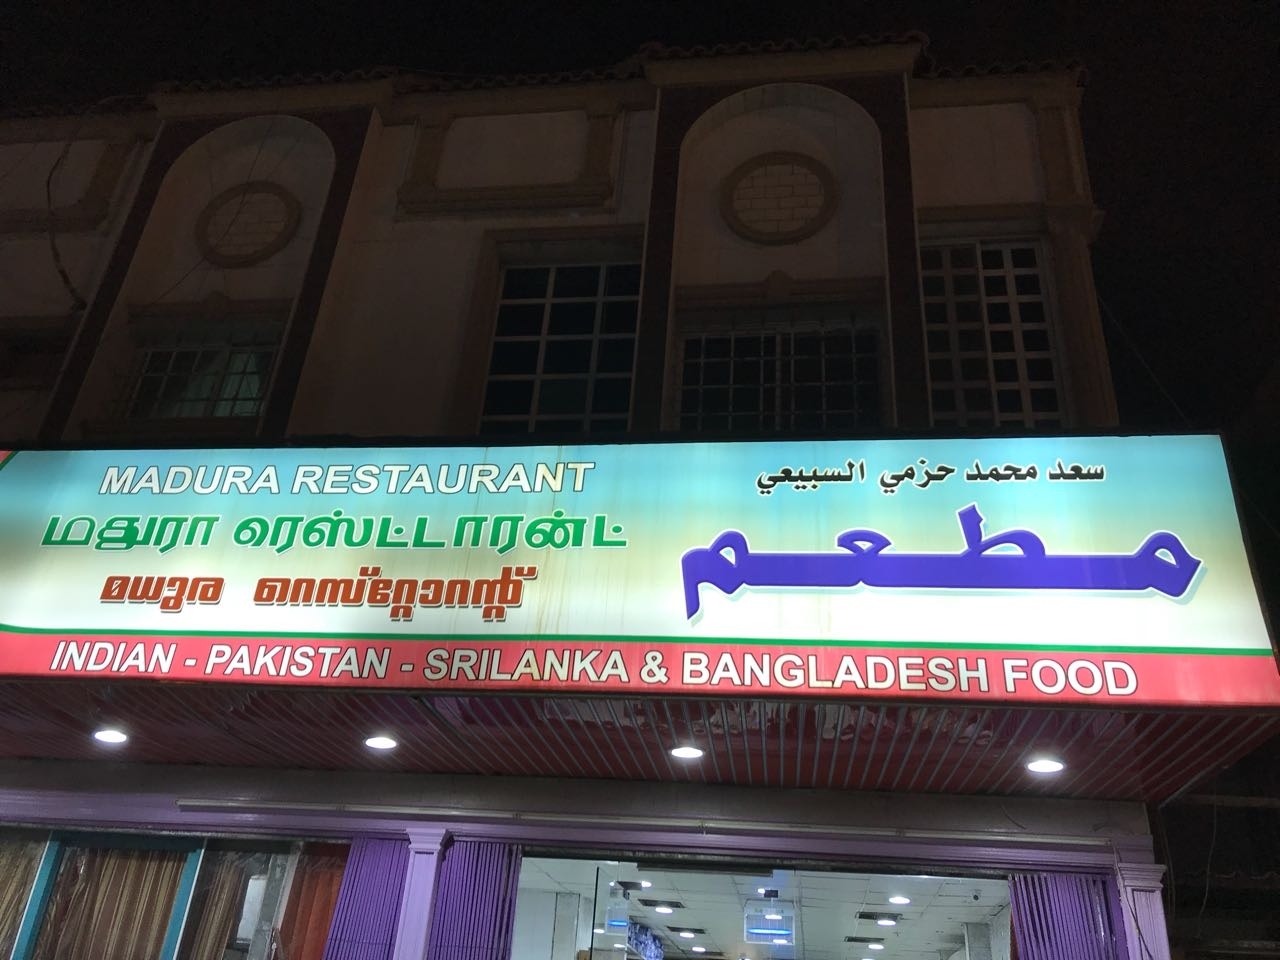 MADURA RESTAURANT
மதுரா ரெஸ்ட்டாரன்ட்
മധുര റെസ്റ്റോറന്റ്
سعد محمد حزمي السبيعي
مطعم
INDIAN - PAKISTAN - SRILANKA & BANGLADESH FOOD